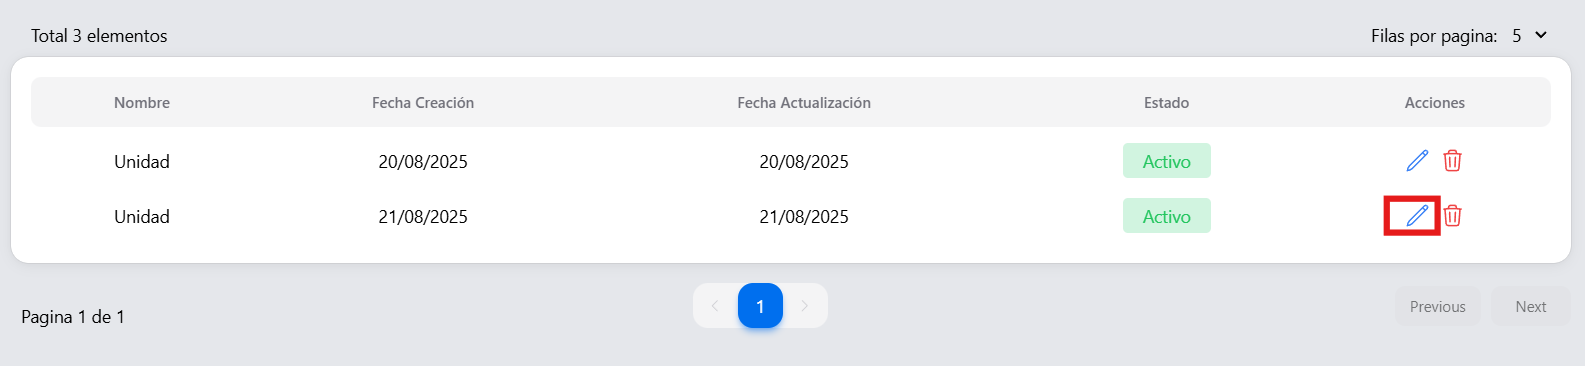 Total 3 elementos
Filas por pagina: 5
Nombre Fecha Creación Fecha Actualización Estado Acciones
Unidad 20/08/2025 20/08/2025 Activo
Unidad 21/08/2025 21/08/2025 Activo
Pagina 1 de 1
1
Previous Next